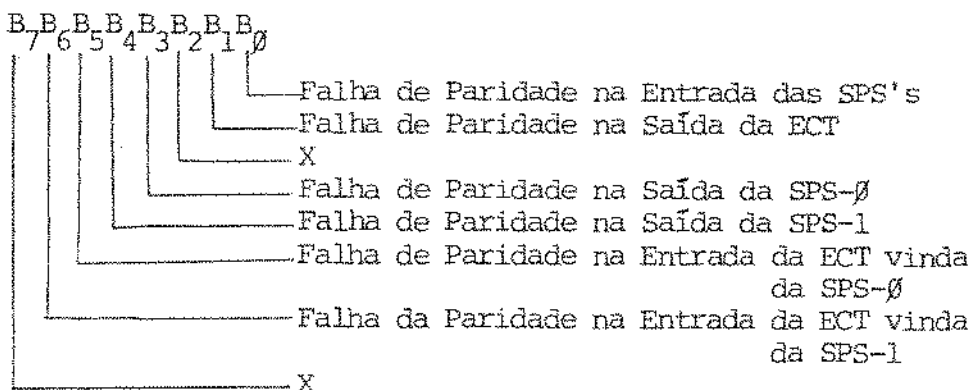 B7B6B5B4B3B2B1BØ
Falha de Paridade na Entrada das SPS's
Falha de Paridade na Saída da ECT
X
Falha de Paridade na Saída da SPS-Ø
Falha de Paridade na Saída da SPS-1
Falha de Paridade na Entrada da ECT vinda
da SPS-Ø
Falha da Paridade na Entrada da ECT vinda
da SPS-1
X